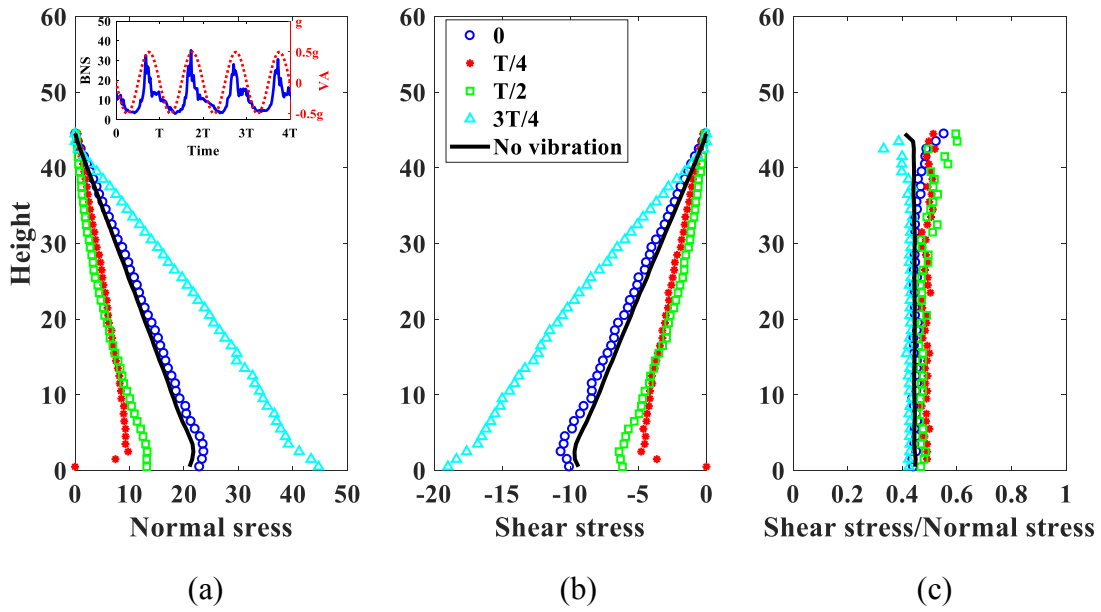 60
50
40
30
20
10
0
Height
0 10 20 30 40 50
Normal sress
50
40
30
20
10
0
BNS
g
0.5g
0
-0.5g
VA
0 T 2T 3T 4T
Time
(a)
60
50
40
30
20
10
0
-20 -15 -10 -5 0
Shear stress
0
T/4
T/2
3T/4
No vibration
(b)
60
50
40
30
20
10
0
0 0.2 0.4 0.6 0.8 1
Shear stress/Normal stress
(c)